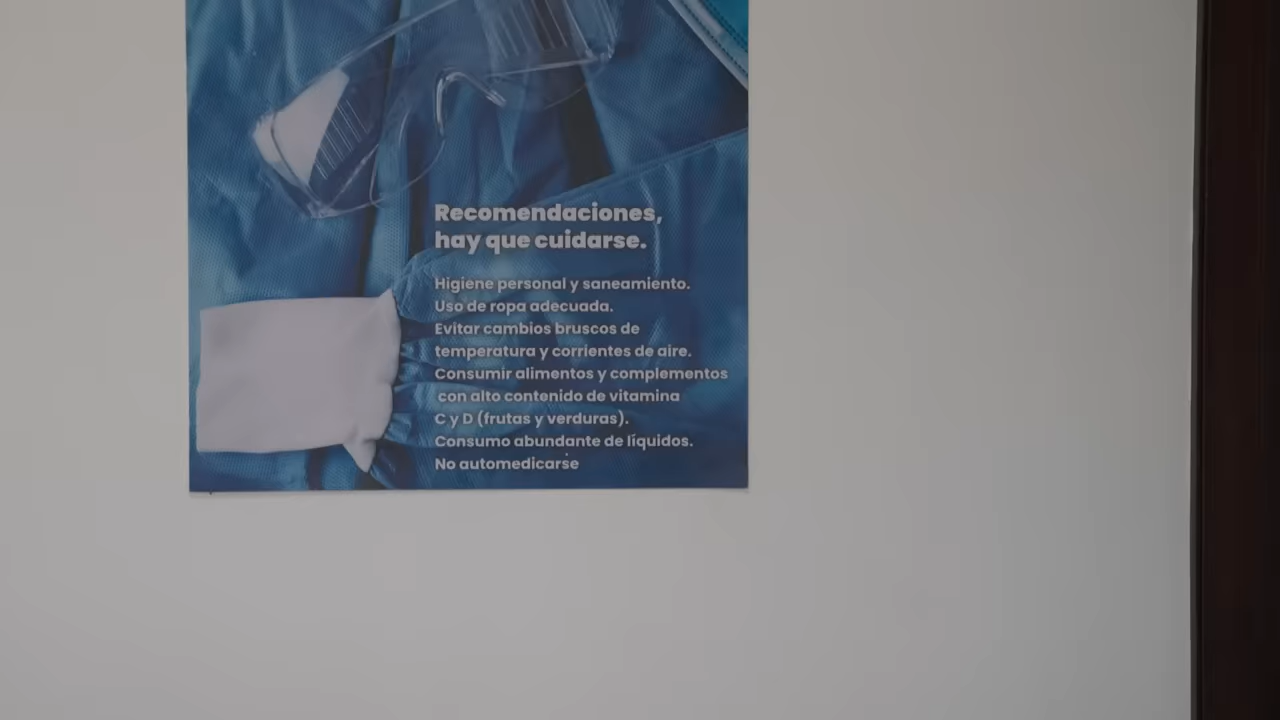 Recomendaciones,
hay que cuidarse.
Higiene personal y saneamiento.
Uso de ropa adecuada.
Evitar cambios bruscos de
temperatura y corrientes de aire.
Consumir alimentos y complementos
con alto contenido de vitamina
C y D (frutas y verduras).
Consumo abundante de líquidos.
No automedicarse